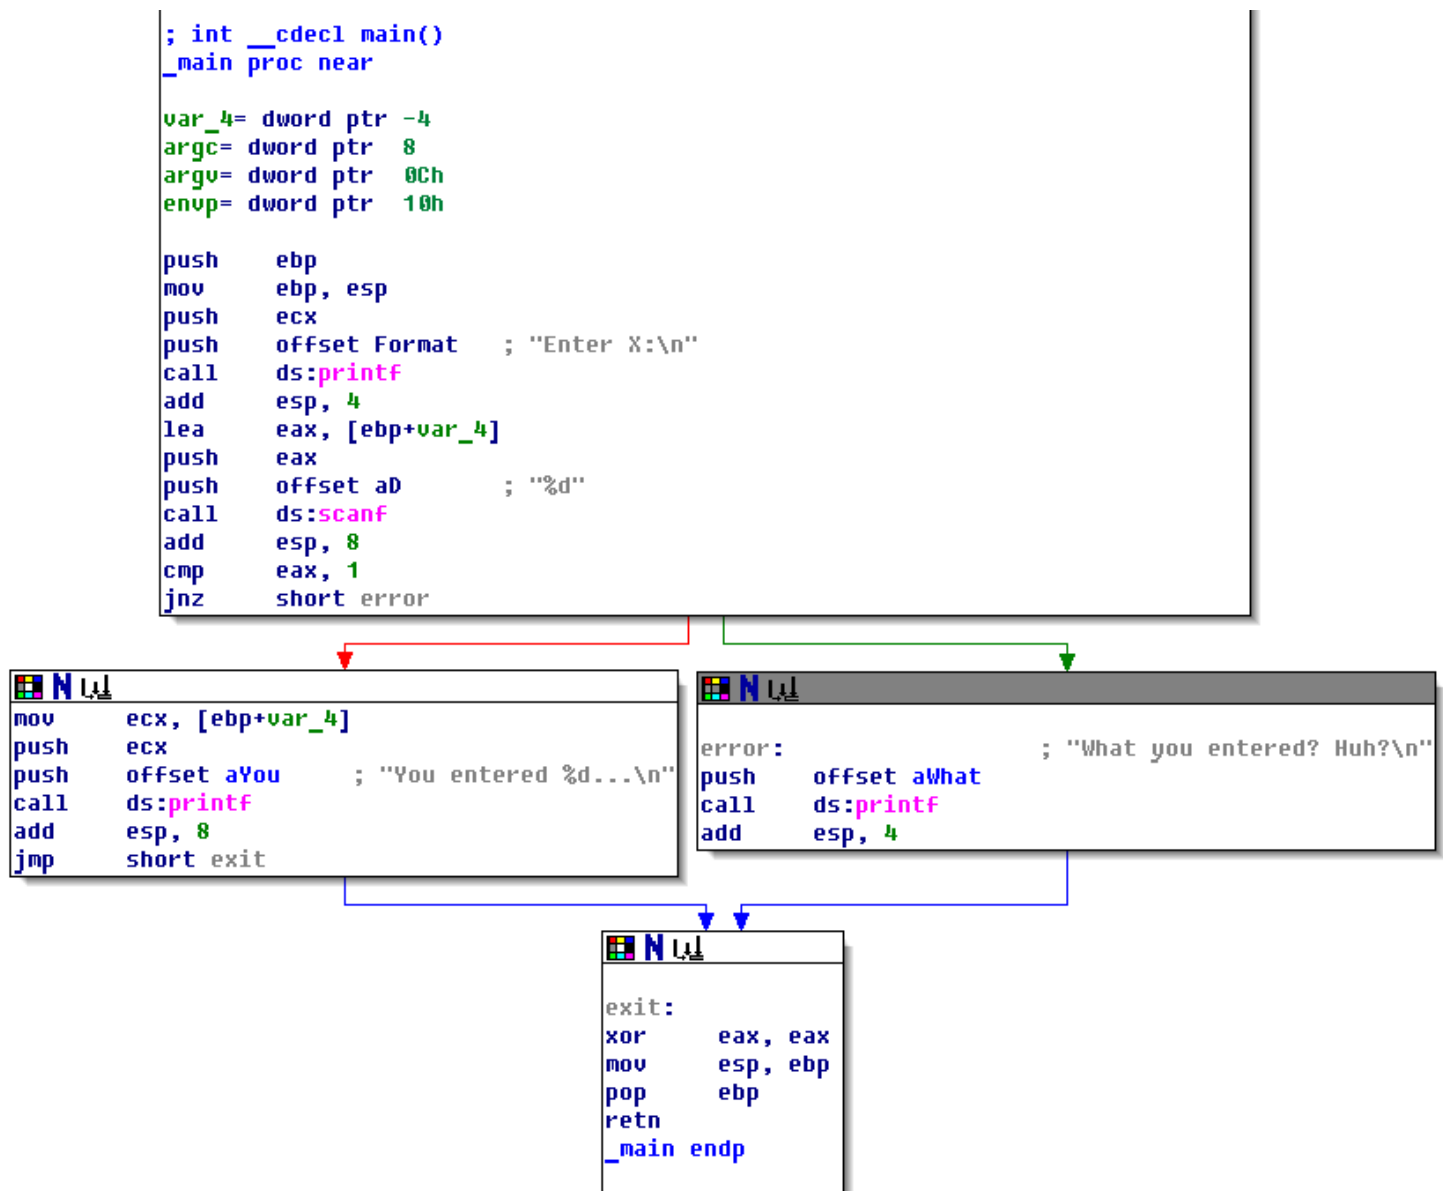 ; int __cdecl main()
_main proc near
var_4= dword ptr -4
argc= dword ptr  8
argv= dword ptr  0Ch
envp= dword ptr  10h
push    ebp
mov     ebp, esp
push    ecx
push    offset Format   ; "Enter X:\n"
call    ds:printf
add     esp, 4
lea     eax, [ebp+var_4]
push    eax
push    offset aD       ; "%d"
call    ds:scanf
add     esp, 8
cmp     eax, 1
jnz     short error
mov     ecx, [ebp+var_4]
push    ecx
push    offset aYou     ; "You entered %d...\n"
call    ds:printf
add     esp, 8
jmp     short exit
error:                  ; "What you entered? Huh?\n"
push    offset aWhat
call    ds:printf
add     esp, 4
exit:
xor     eax, eax
mov     esp, ebp
pop     ebp
retn
_main endp